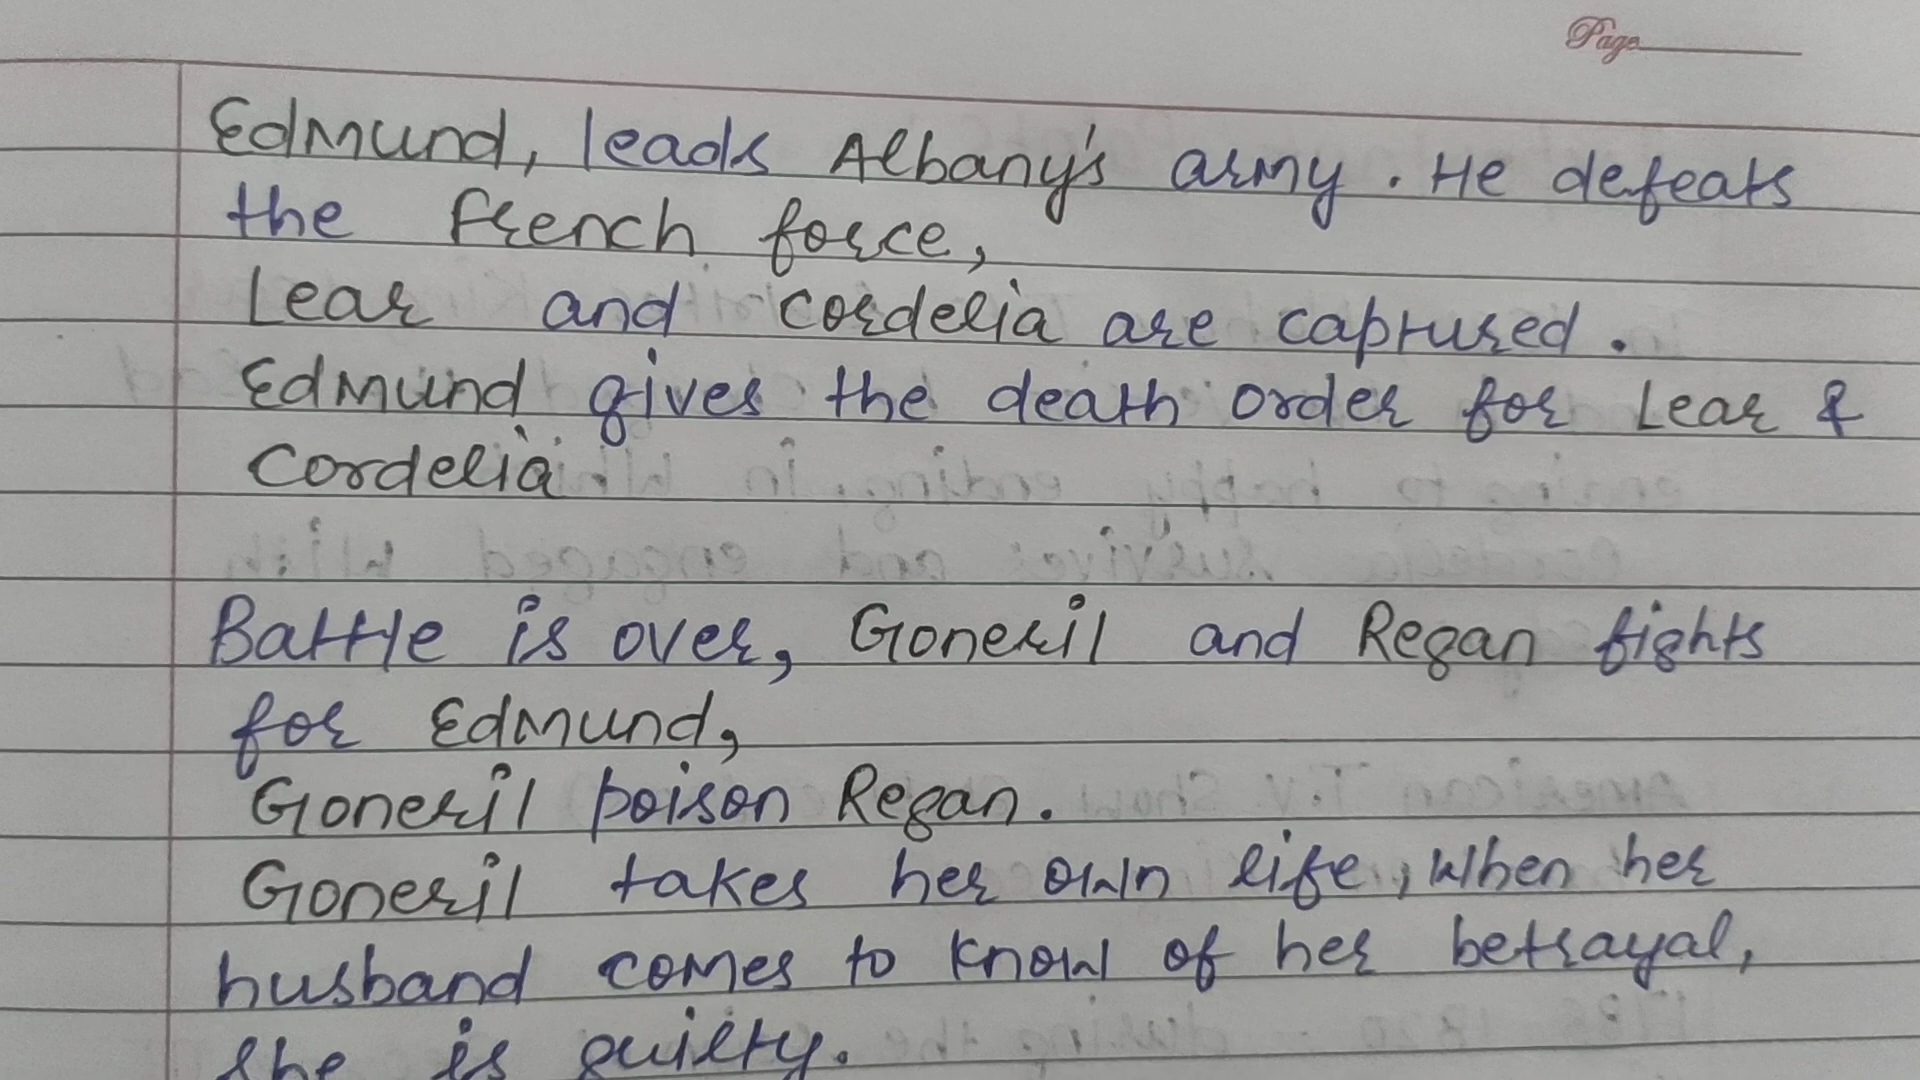 Page
Edmund, leads Albany's army. He defeats
the French force,
Lear and Cordelia are captured.
Edmund gives the death order for Lear &
Cordelia
Battle is over, Goneril and Regan fights
for Edmund,
Goneril poison Regan.
Goneril takes her own life, when her
husband comes to know of her betrayal,
she is guilty.